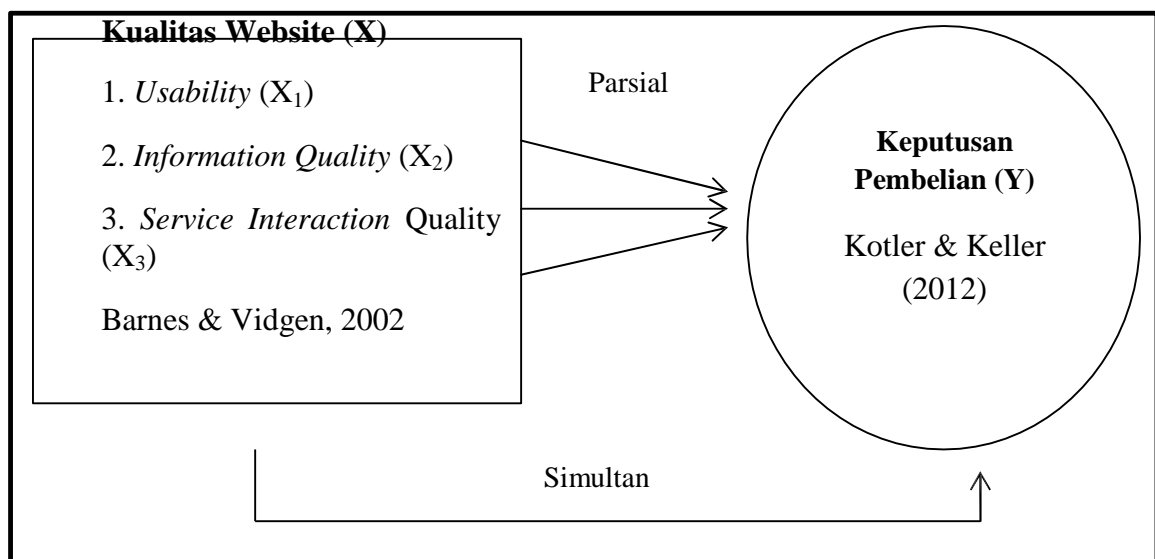 Kualitas Website (X)
1. Usability (X₁)
Parsial
2. Information Quality (X₂)
3. Service Interaction Quality
(X₃)
Barnes & Vidgen, 2002
Keputusan
Pembelian (Y)
Kotler & Keller
(2012)
Simultan